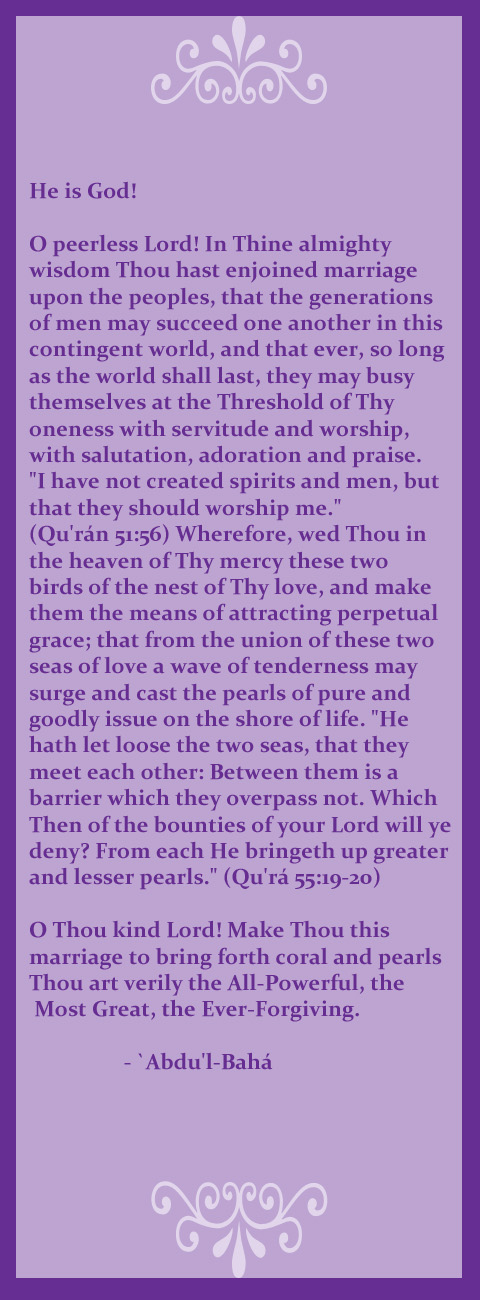 He is God!
O peerless Lord! In Thine almighty
wisdom Thou hast enjoined marriage
upon the peoples, that the generations
of men may succeed one another in this
contingent world, and that ever, so long
as the world shall last, they may busy
themselves at the Threshold of Thy
oneness with servitude and worship,
with salutation, adoration and praise.
"I have not created spirits and men, but
that they should worship me."
(Qu'rán 51:56) Wherefore, wed Thou in
the heaven of Thy mercy these two
birds of the nest of Thy love, and make
them the means of attracting perpetual
grace; that from the union of these two
seas of love a wave of tenderness may
surge and cast the pearls of pure and
goodly issue on the shore of life. "He
hath let loose the two seas, that they
meet each other: Between them is a
barrier which they overpass not. Which
Then of the bounties of your Lord will ye
deny? From each He bringeth up greater
and lesser pearls." (Qu'rá 55:19-20)
O Thou kind Lord! Make Thou this
marriage to bring forth coral and pearls
Thou art verily the All-Powerful, the
Most Great, the Ever-Forgiving.
- `Abdu'l-Bahá